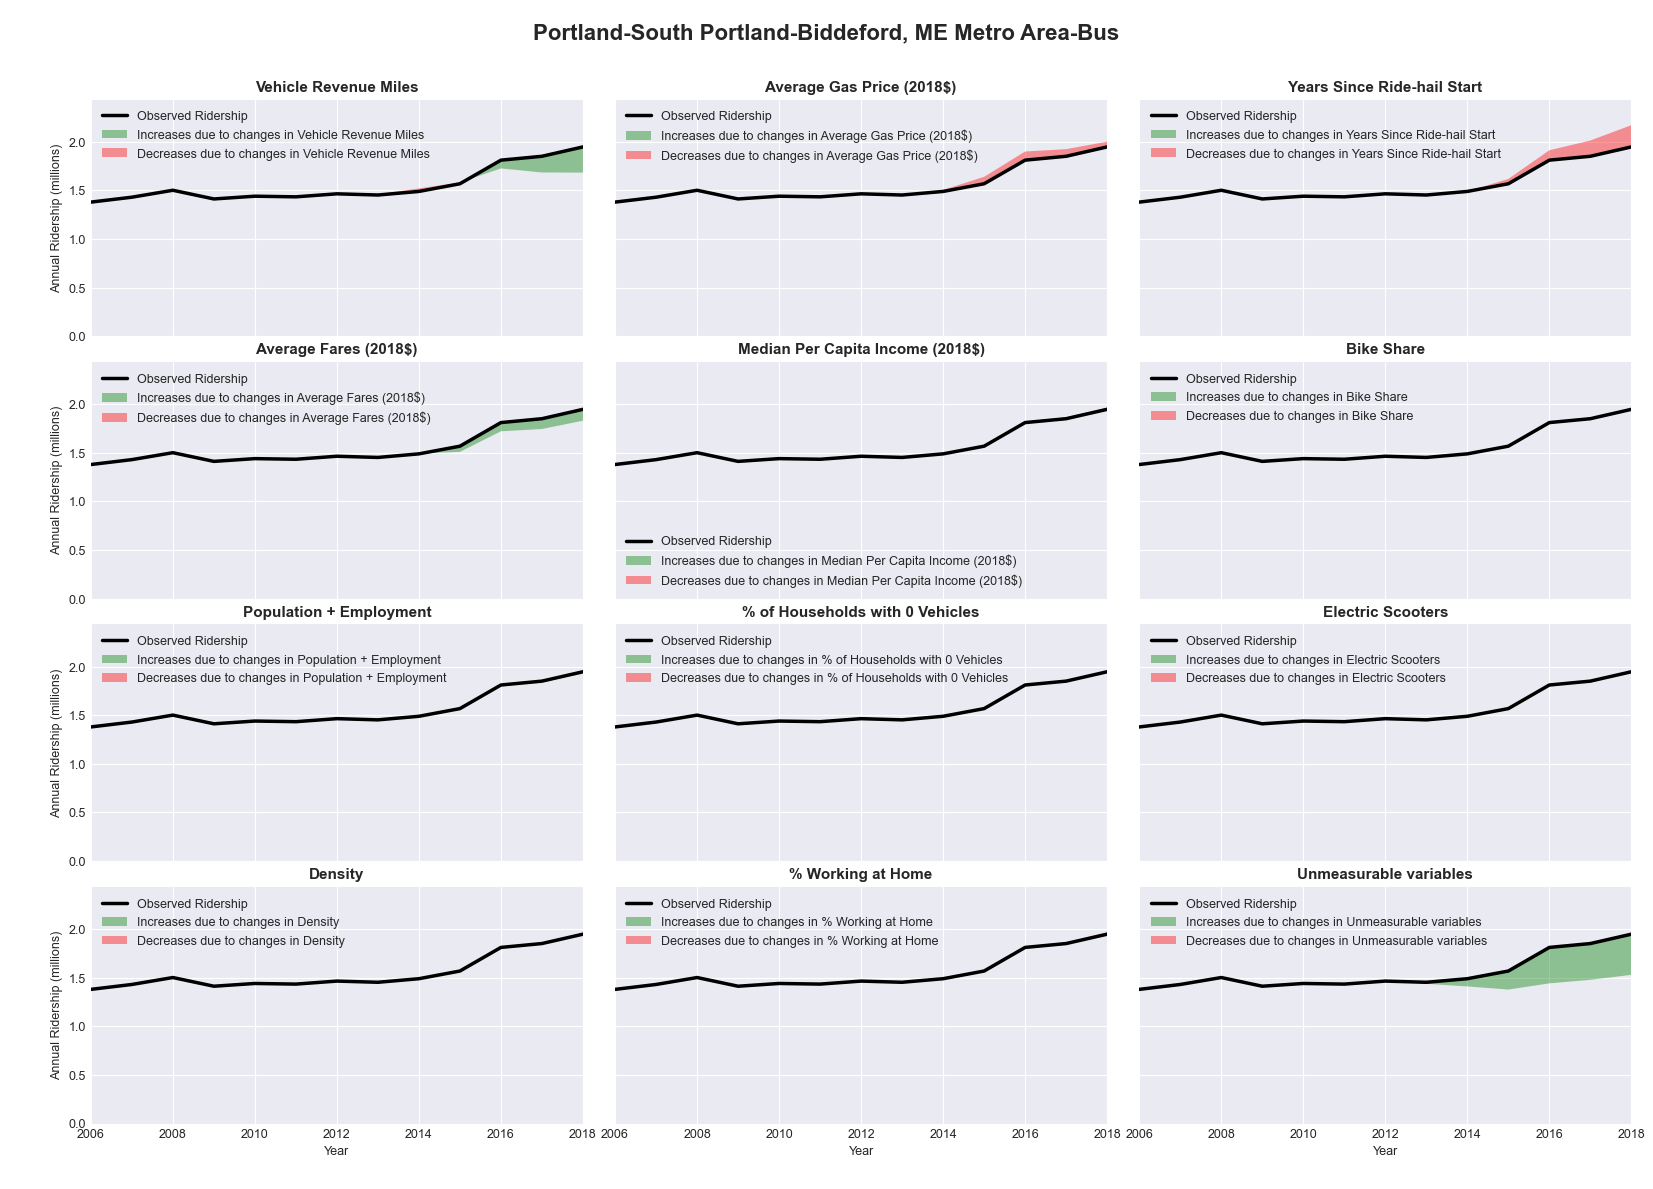 Portland-South Portland-Biddeford, ME Metro Area-Bus
Vehicle Revenue Miles
Observed Ridership
Increases due to changes in Vehicle Revenue Miles
Decreases due to changes in Vehicle Revenue Miles
Annual Ridership (millions)
2.0
1.5
1.0
0.5
0.0
Average Gas Price (2018$)
Observed Ridership
Increases due to changes in Average Gas Price (2018$)
Decreases due to changes in Average Gas Price (2018$)
Years Since Ride-hail Start
Observed Ridership
Increases due to changes in Years Since Ride-hail Start
Decreases due to changes in Years Since Ride-hail Start
Average Fares (2018$)
Observed Ridership
Increases due to changes in Average Fares (2018$)
Decreases due to changes in Average Fares (2018$)
Annual Ridership (millions)
2.0
1.5
1.0
0.5
0.0
Median Per Capita Income (2018$)
Observed Ridership
Increases due to changes in Median Per Capita Income (2018$)
Decreases due to changes in Median Per Capita Income (2018$)
Bike Share
Observed Ridership
Increases due to changes in Bike Share
Decreases due to changes in Bike Share
Population + Employment
Observed Ridership
Increases due to changes in Population + Employment
Decreases due to changes in Population + Employment
Annual Ridership (millions)
2.0
1.5
1.0
0.5
0.0
% of Households with 0 Vehicles
Observed Ridership
Increases due to changes in % of Households with 0 Vehicles
Decreases due to changes in % of Households with 0 Vehicles
Electric Scooters
Observed Ridership
Increases due to changes in Electric Scooters
Decreases due to changes in Electric Scooters
Density
Observed Ridership
Increases due to changes in Density
Decreases due to changes in Density
Annual Ridership (millions)
2.0
1.5
1.0
0.5
0.0
2006 2008 2010 2012 2014 2016 2018
Year
% Working at Home
Observed Ridership
Increases due to changes in % Working at Home
Decreases due to changes in % Working at Home
2006 2008 2010 2012 2014 2016 2018
Year
Unmeasurable variables
Observed Ridership
Increases due to changes in Unmeasurable variables
Decreases due to changes in Unmeasurable variables
2006 2008 2010 2012 2014 2016 2018
Year